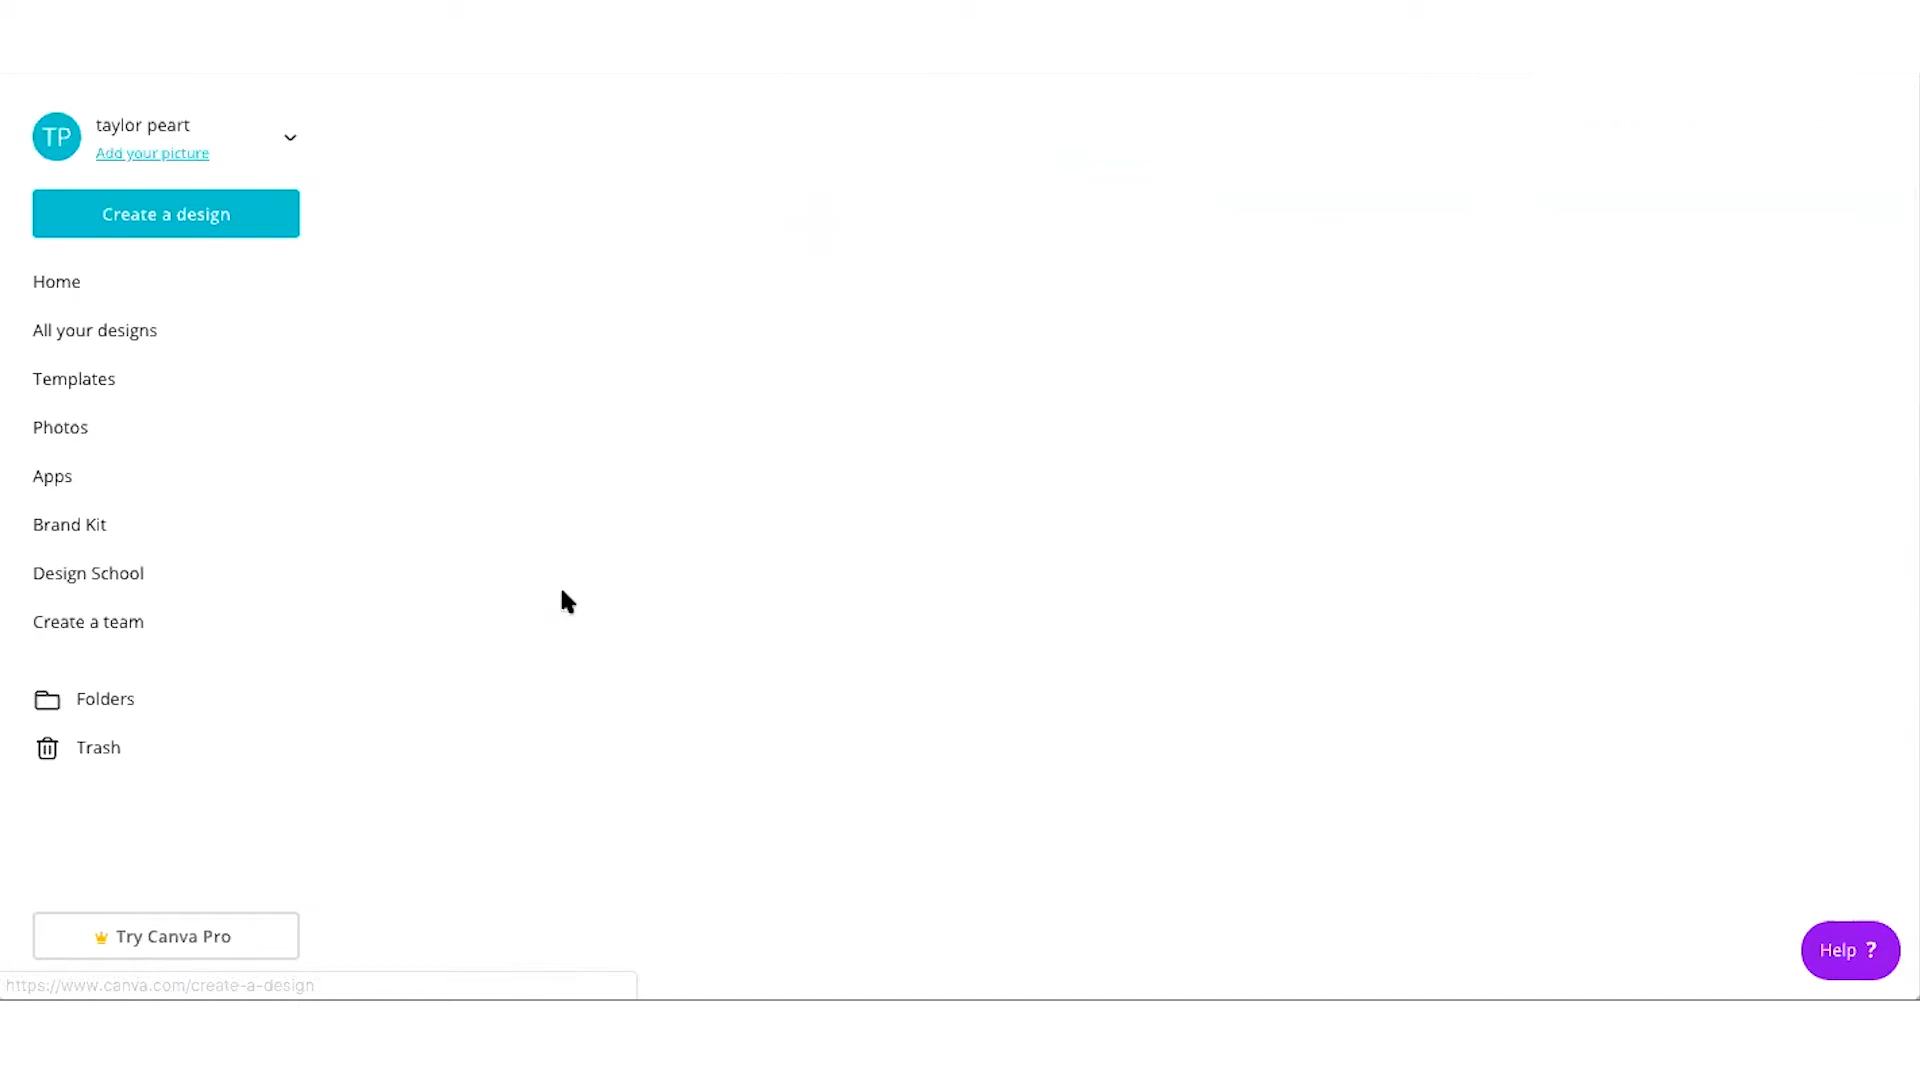 TP
taylor peart
Add your picture
Create a design
Home
All your designs
Templates
Photos
Apps
Brand Kit
Design School
Create a team
Folders
Trash
Try Canva Pro
Help ?
https://www.canva.com/create-a-design